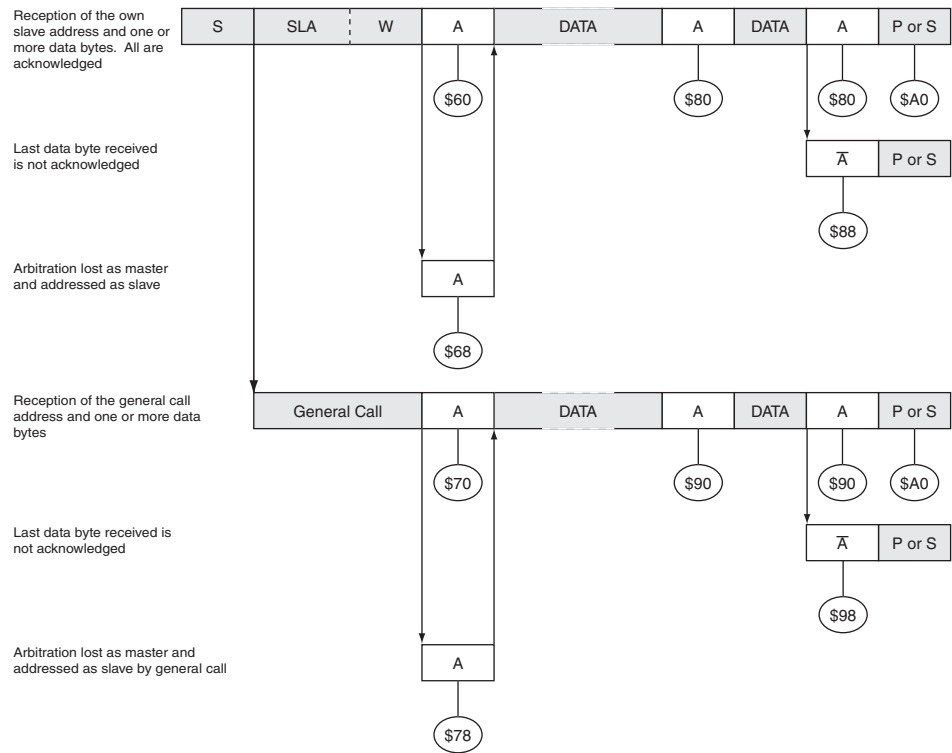 Reception of the own
slave address and one or
more data bytes.  All are
acknowledged
S SLA W A DATA A DATA A P or S
$60 $80 $80 $A0
Last data byte received
is not acknowledged
A̅ P or S
$88
Arbitration lost as master
and addressed as slave
A
$68
Reception of the general call
address and one or more data
bytes
General Call A DATA A DATA A P or S
$70 $90 $90 $A0
Last data byte received is
not acknowledged
A̅ P or S
$98
Arbitration lost as master and
addressed as slave by general call
A
$78